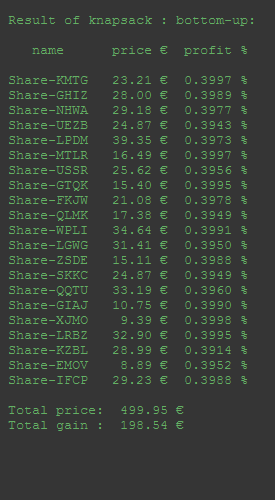 Result of knapsack : bottom-up:
name price € profit %
Share-KMTG 23.21 € 0.3997 %
Share-GHIZ 28.00 € 0.3989 %
Share-NHWA 29.18 € 0.3977 %
Share-UEZB 24.87 € 0.3943 %
Share-LPDM 39.35 € 0.3973 %
Share-MTLR 16.49 € 0.3997 %
Share-USSR 25.62 € 0.3956 %
Share-GTQK 15.40 € 0.3995 %
Share-FKJW 21.08 € 0.3978 %
Share-QLMK 17.38 € 0.3949 %
Share-WPLI 34.64 € 0.3991 %
Share-LGWG 31.41 € 0.3950 %
Share-ZSDE 15.11 € 0.3988 %
Share-SKKC 24.87 € 0.3949 %
Share-QQTU 33.19 € 0.3960 %
Share-GIAJ 10.75 € 0.3990 %
Share-XJMO 9.39 € 0.3998 %
Share-LRBZ 32.90 € 0.3995 %
Share-KZBL 28.99 € 0.3914 %
Share-EMOV 8.89 € 0.3952 %
Share-IFCP 29.23 € 0.3988 %
Total price: 499.95 €
Total gain : 198.54 €